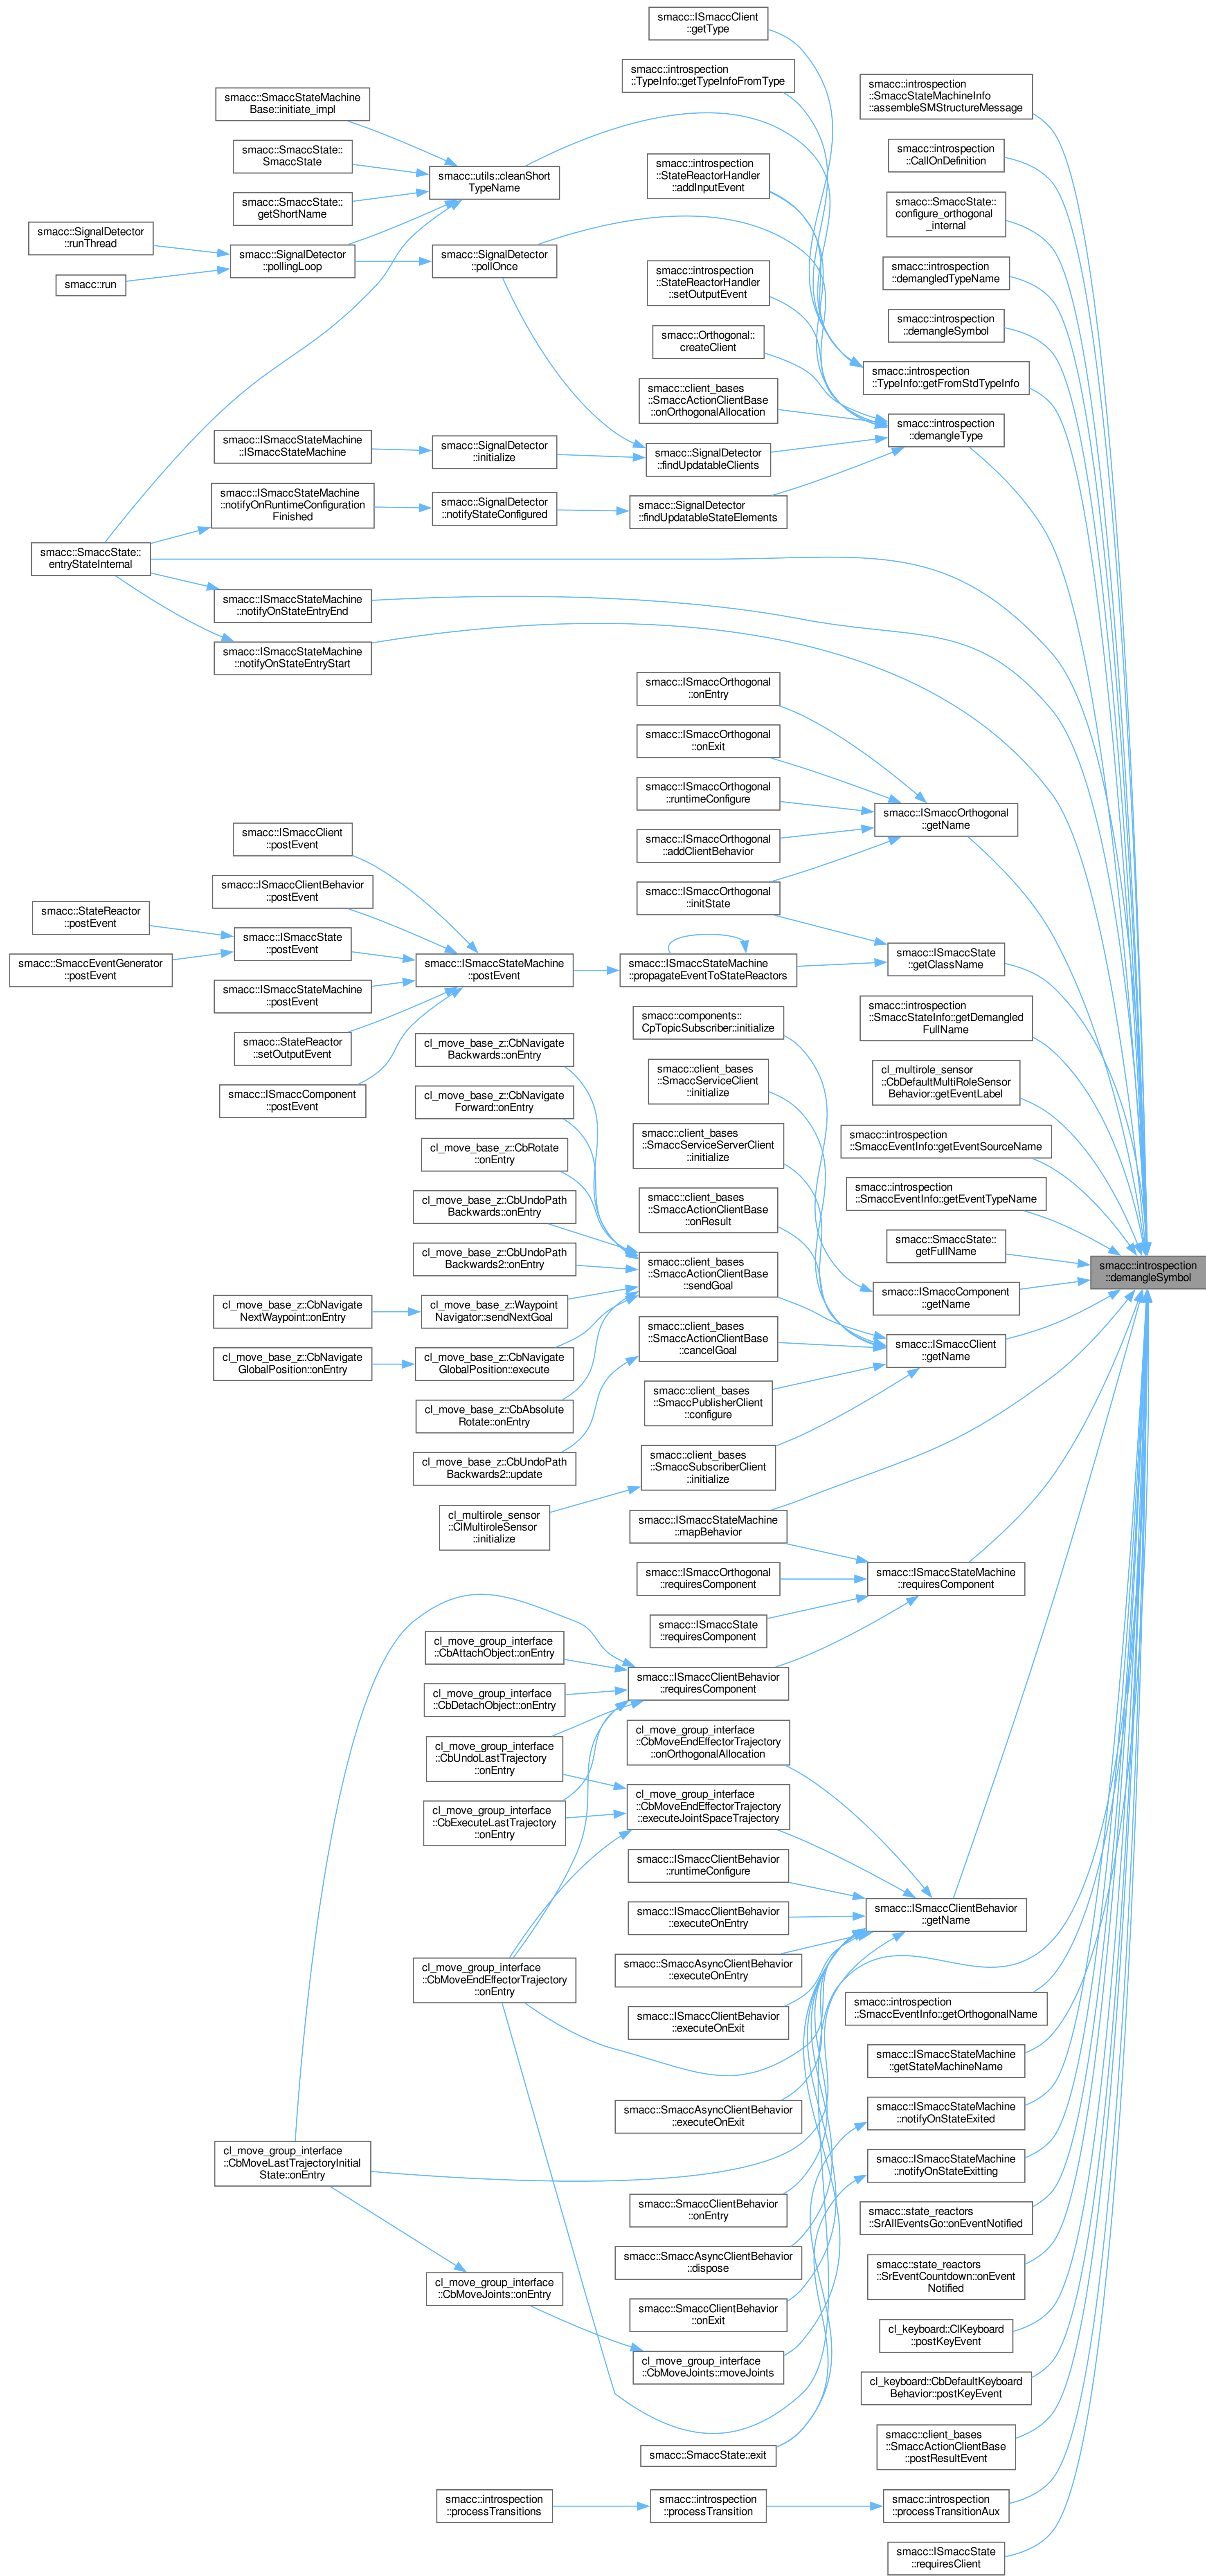 smacc::ISmaccClient
::getType
smacc::introspection
::TypeInfo::getTypeInfoFromType
smacc::introspection
::SmaccStateMachineInfo
::assembleSMStructureMessage
smacc::SmaccStateMachine
Base::initiate_impl
smacc::introspection
::CallOnDefinition
smacc::SmaccState::
SmaccState
smacc::utils::cleanShort
TypeName
smacc::introspection
::StateReactorHandler
::addInputEvent
smacc::SmaccState::
getShortName
smacc::SmaccState::
configure_orthogonal
_internal
smacc::SignalDetector
::runThread
smacc::SignalDetector
::pollingLoop
smacc::SignalDetector
::pollOnce
smacc::run
smacc::introspection
::demangledTypeName
smacc::introspection
::StateReactorHandler
::setOutputEvent
smacc::introspection
::demangleSymbol
smacc::Orthogonal::
createClient
smacc::introspection
::TypeInfo::getFromStdTypeInfo
smacc::client_bases
::SmaccActionClientBase
::onOrthogonalAllocation
smacc::introspection
::demangleType
smacc::ISmaccStateMachine
::ISmaccStateMachine
smacc::SignalDetector
::initialize
smacc::SignalDetector
::findUpdatableClients
smacc::ISmaccStateMachine
::notifyOnRuntimeConfiguration
Finished
smacc::SignalDetector
::notifyStateConfigured
smacc::SignalDetector
::findUpdatableStateElements
smacc::SmaccState::
entryStateInternal
smacc::ISmaccStateMachine
::notifyOnStateEntryEnd
smacc::ISmaccStateMachine
::notifyOnStateEntryStart
smacc::ISmaccOrthogonal
::onEntry
smacc::ISmaccOrthogonal
::onExit
smacc::ISmaccOrthogonal
::runtimeConfigure
smacc::ISmaccOrthogonal
::getName
smacc::ISmaccClient
::postEvent
smacc::ISmaccOrthogonal
::addClientBehavior
smacc::ISmaccClientBehavior
::postEvent
smacc::ISmaccOrthogonal
::initState
smacc::StateReactor
::postEvent
smacc::ISmaccState
::postEvent
smacc::SmaccEventGenerator
::postEvent
smacc::ISmaccStateMachine
::postEvent
smacc::ISmaccStateMachine
::propagateEventToStateReactors
smacc::ISmaccState
::getClassName
smacc::ISmaccStateMachine
::postEvent
smacc::StateReactor
::setOutputEvent
smacc::components::
CpTopicSubscriber::initialize
smacc::introspection
::SmaccStateInfo::getDemangled
FullName
cl_move_base_z::CbNavigate
Backwards::onEntry
smacc::ISmaccComponent
::postEvent
smacc::client_bases
::SmaccServiceClient
::initialize
cl_multirole_sensor
::CbDefaultMultiRoleSensor
Behavior::getEventLabel
cl_move_base_z::CbNavigate
Forward::onEntry
cl_move_base_z::CbRotate
::onEntry
smacc::client_bases
::SmaccServiceServerClient
::initialize
smacc::introspection
::SmaccEventInfo::getEventSourceName
cl_move_base_z::CbUndoPath
Backwards::onEntry
smacc::client_bases
::SmaccActionClientBase
::onResult
smacc::introspection
::SmaccEventInfo::getEventTypeName
cl_move_base_z::CbUndoPath
Backwards2::onEntry
smacc::client_bases
::SmaccActionClientBase
::sendGoal
smacc::SmaccState::
getFullName
smacc::introspection
::demangleSymbol
smacc::ISmaccComponent
::getName
cl_move_base_z::CbNavigate
NextWaypoint::onEntry
cl_move_base_z::Waypoint
Navigator::sendNextGoal
smacc::client_bases
::SmaccActionClientBase
::cancelGoal
smacc::ISmaccClient
::getName
cl_move_base_z::CbNavigate
GlobalPosition::onEntry
cl_move_base_z::CbNavigate
GlobalPosition::execute
smacc::client_bases
::SmaccPublisherClient
::configure
cl_move_base_z::CbAbsolute
Rotate::onEntry
cl_move_base_z::CbUndoPath
Backwards2::update
smacc::client_bases
::SmaccSubscriberClient
::initialize
cl_multirole_sensor
::ClMultiroleSensor
::initialize
smacc::ISmaccStateMachine
::mapBehavior
smacc::ISmaccOrthogonal
::requiresComponent
smacc::ISmaccStateMachine
::requiresComponent
smacc::ISmaccState
::requiresComponent
cl_move_group_interface
::CbAttachObject::onEntry
smacc::ISmaccClientBehavior
::requiresComponent
cl_move_group_interface
::CbDetachObject::onEntry
cl_move_group_interface
::CbUndoLastTrajectory
::onEntry
cl_move_group_interface
::CbMoveEndEffectorTrajectory
::onOrthogonalAllocation
cl_move_group_interface
::CbExecuteLastTrajectory
::onEntry
cl_move_group_interface
::CbMoveEndEffectorTrajectory
::executeJointSpaceTrajectory
smacc::ISmaccClientBehavior
::runtimeConfigure
smacc::ISmaccClientBehavior
::executeOnEntry
smacc::ISmaccClientBehavior
::getName
cl_move_group_interface
::CbMoveEndEffectorTrajectory
::onEntry
smacc::SmaccAsyncClientBehavior
::executeOnEntry
smacc::ISmaccClientBehavior
::executeOnExit
smacc::introspection
::SmaccEventInfo::getOrthogonalName
smacc::ISmaccStateMachine
::getStateMachineName
smacc::SmaccAsyncClientBehavior
::executeOnExit
smacc::ISmaccStateMachine
::notifyOnStateExited
cl_move_group_interface
::CbMoveLastTrajectoryInitial
State::onEntry
smacc::ISmaccStateMachine
::notifyOnStateExitting
smacc::SmaccClientBehavior
::onEntry
smacc::state_reactors
::SrAllEventsGo::onEventNotified
smacc::SmaccAsyncClientBehavior
::dispose
smacc::state_reactors
::SrEventCountdown::onEvent
Notified
cl_move_group_interface
::CbMoveJoints::onEntry
smacc::SmaccClientBehavior
::onExit
cl_keyboard::ClKeyboard
::postKeyEvent
cl_move_group_interface
::CbMoveJoints::moveJoints
cl_keyboard::CbDefaultKeyboard
Behavior::postKeyEvent
smacc::SmaccState::exit
smacc::client_bases
::SmaccActionClientBase
::postResultEvent
smacc::introspection
::processTransitions
smacc::introspection
::processTransition
smacc::introspection
::processTransitionAux
smacc::ISmaccState
::requiresClient